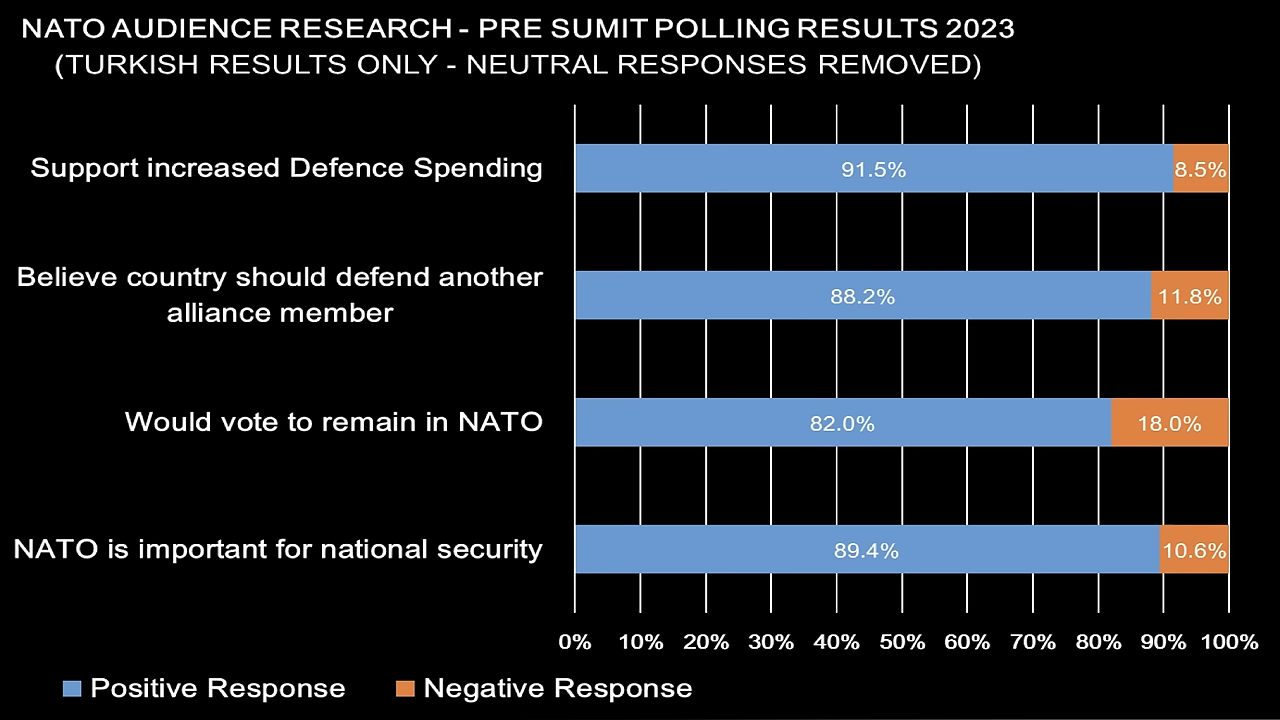 NATO AUDIENCE RESEARCH - PRE SUMIT POLLING RESULTS 2023
(TURKISH RESULTS ONLY - NEUTRAL RESPONSES REMOVED)
Support increased Defence Spending
91.5%
8.5%
Believe country should defend another
alliance member
88.2%
11.8%
Would vote to remain in NATO
82.0%
18.0%
NATO is important for national security
89.4%
10.6%
0% 10% 20% 30% 40% 50% 60% 70% 80% 90% 100%
Positive Response
Negative Response